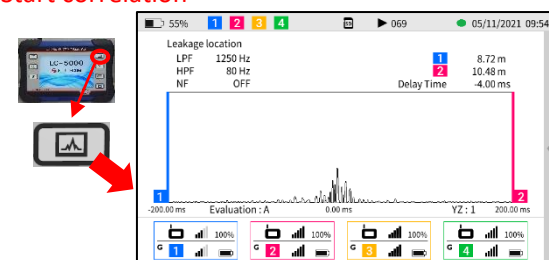 Start correlation
LC-5000
55% 1 2 3 4 069 05/11/2021 09:54
Leakage location
LPF 1250 Hz 1 8.72 m
HPF 80 Hz 2 10.48 m
NF OFF Delay Time -4.00 ms
1 2
-200.00 ms Evaluation : A 0.00 ms YZ : 1 200.00 ms
100% 100% 100% 100%
G 1 G 2 G 3 G 4